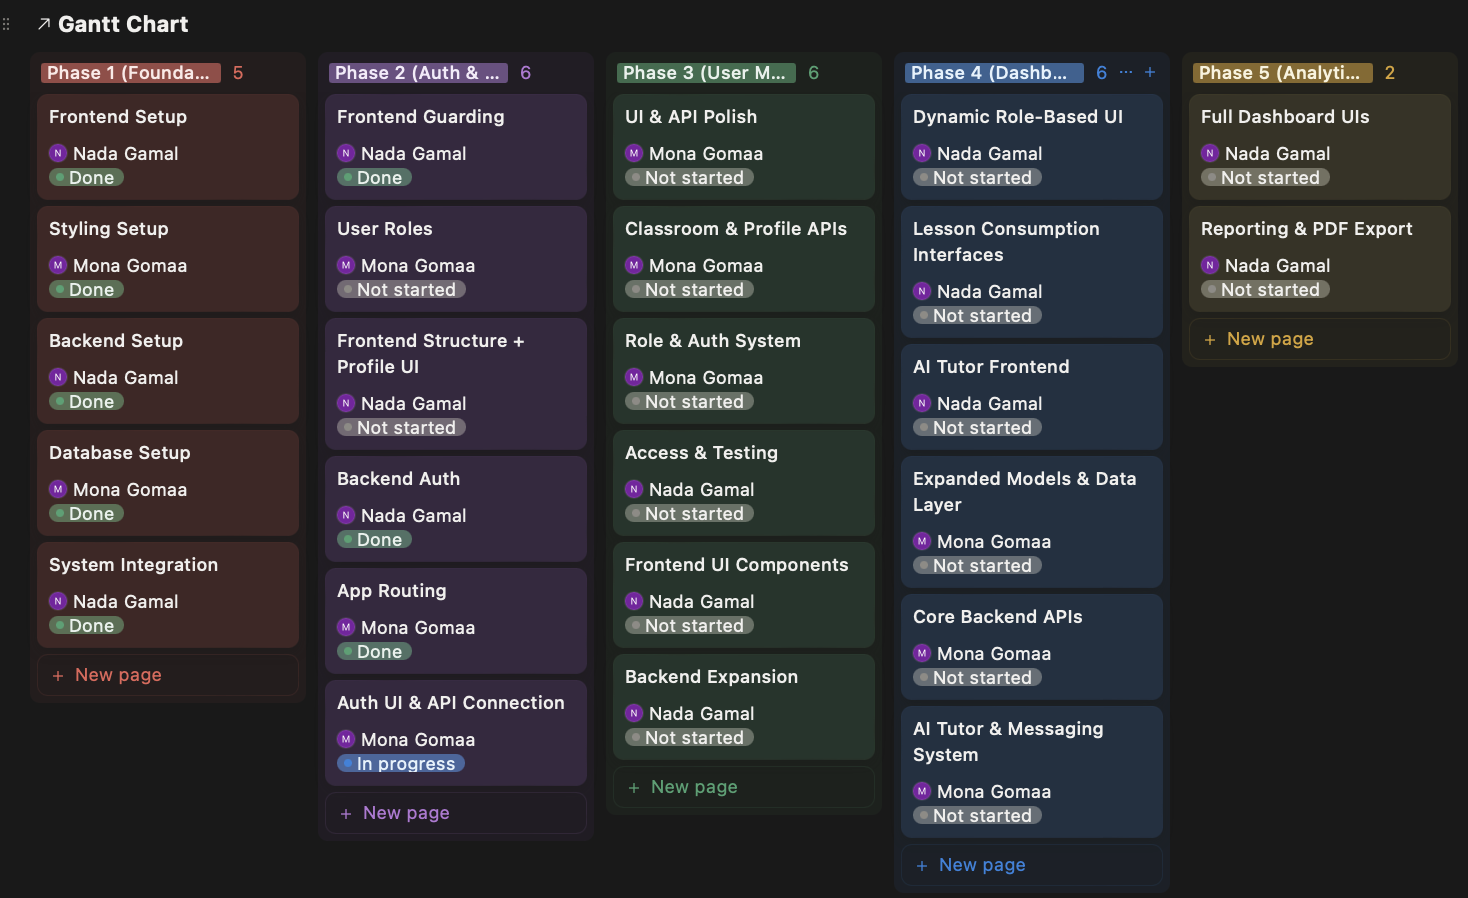 Gantt Chart
Phase 1 (Founda... 5
Frontend Setup
N Nada Gamal
Done
Styling Setup
M Mona Gomaa
Done
Backend Setup
N Nada Gamal
Done
Database Setup
M Mona Gomaa
Done
System Integration
N Nada Gamal
Done
+ New page
Phase 2 (Auth & ... 6
Frontend Guarding
N Nada Gamal
Done
User Roles
M Mona Gomaa
Not started
Frontend Structure +
Profile UI
N Nada Gamal
Not started
Backend Auth
N Nada Gamal
Done
App Routing
M Mona Gomaa
Done
Auth UI & API Connection
M Mona Gomaa
In progress
+ New page
Phase 3 (User M... 6
UI & API Polish
M Mona Gomaa
Not started
Classroom & Profile APIs
M Mona Gomaa
Not started
Role & Auth System
M Mona Gomaa
Not started
Access & Testing
N Nada Gamal
Not started
Frontend UI Components
N Nada Gamal
Not started
Backend Expansion
N Nada Gamal
Not started
+ New page
Phase 4 (Dashb... 6 ... +
Dynamic Role-Based UI
N Nada Gamal
Not started
Lesson Consumption
Interfaces
N Nada Gamal
Not started
AI Tutor Frontend
N Nada Gamal
Not started
Expanded Models & Data
Layer
M Mona Gomaa
Not started
Core Backend APIs
M Mona Gomaa
Not started
AI Tutor & Messaging
System
M Mona Gomaa
Not started
+ New page
Phase 5 (Analyti... 2
Full Dashboard UIs
N Nada Gamal
Not started
Reporting & PDF Export
N Nada Gamal
Not started
+ New page